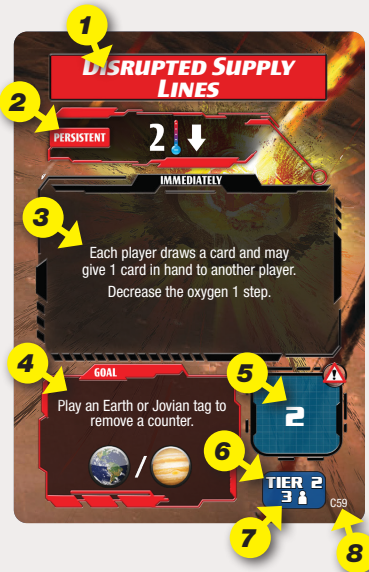 1
DISRUPTED SUPPLY
LINES
2
PERSISTENT
2
IMMEDIATELY
3
Each player draws a card and may
give 1 card in hand to another player.
Decrease the oxygen 1 step.
4
GOAL
Play an Earth or Jovian tag to
remove a counter.
/
5
2
!
6
TIER 2
3
7
C59
8